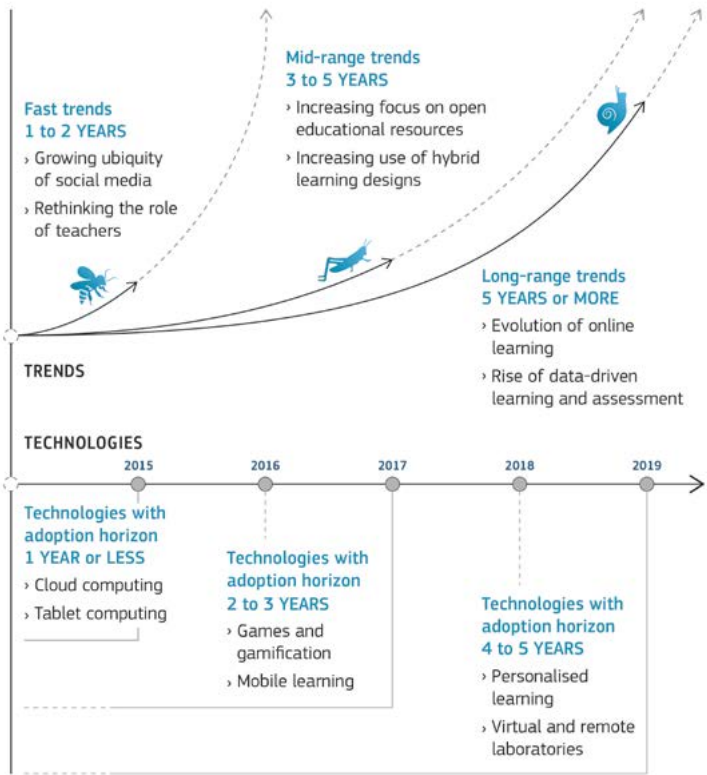 Fast trends
1 to 2 YEARS
› Growing ubiquity
of social media
› Rethinking the role
of teachers
Mid-range trends
3 to 5 YEARS
› Increasing focus on open
educational resources
› Increasing use of hybrid
learning designs
Long-range trends
5 YEARS or MORE
› Evolution of online
learning
› Rise of data-driven
learning and assessment
TRENDS
TECHNOLOGIES
2015 2016 2017 2018 2019
Technologies with
adoption horizon
1 YEAR or LESS
› Cloud computing
› Tablet computing
Technologies with
adoption horizon
2 to 3 YEARS
› Games and
gamification
› Mobile learning
Technologies with
adoption horizon
4 to 5 YEARS
› Personalised
learning
› Virtual and remote
laboratories